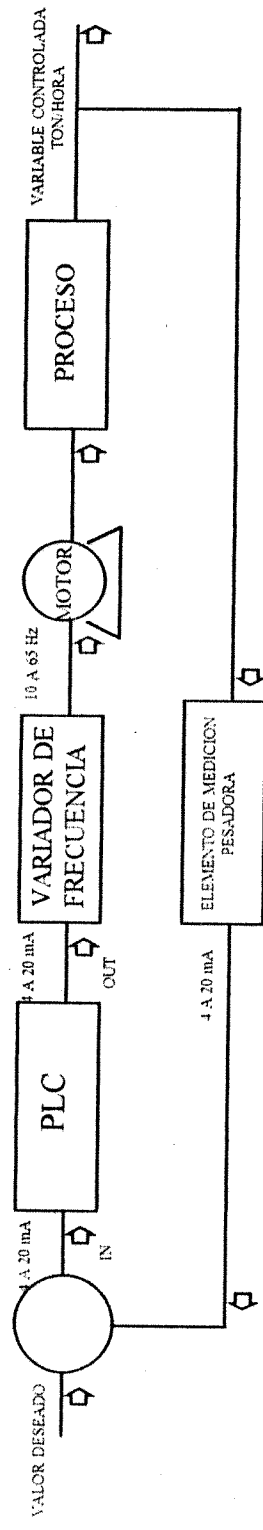 VALOR DESEADO
4 A 20 mA
IN
PLC
4 A 20 mA
OUT
VARIADOR DE
FRECUENCIA
10 A 65 Hz
MOTOR
PROCESO
VARIABLE CONTROLADA
TON/HORA
ELEMENTO DE MEDICION
PESADORA
4 A 20 mA